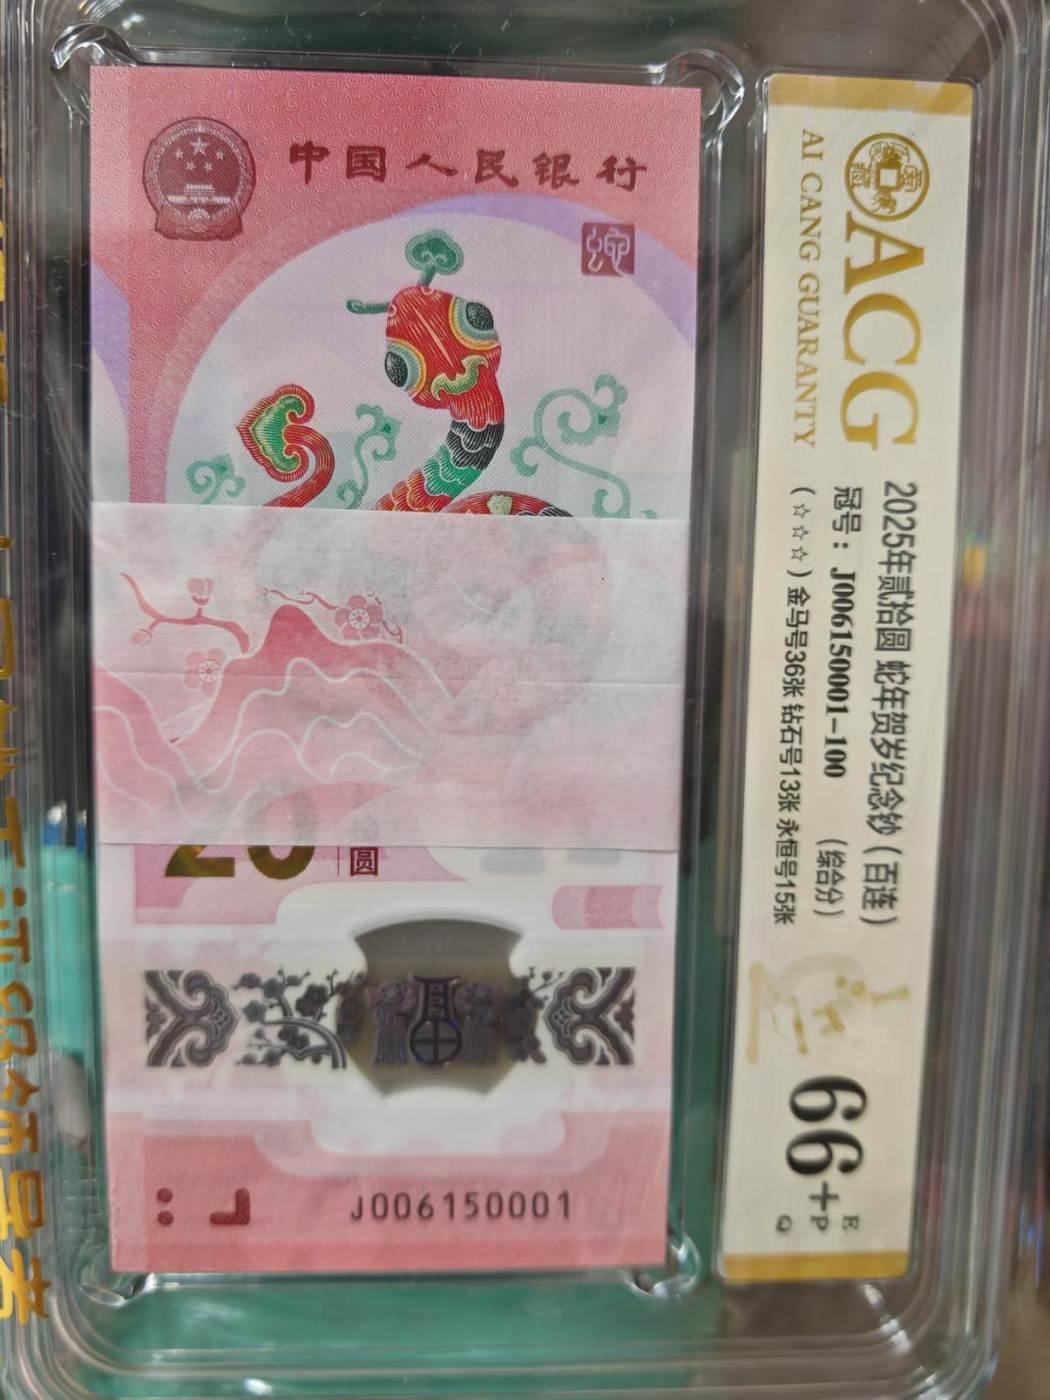 中国人民银行
20
圆
J006150001
ACG
AI CANG GUARANTY
2025年贰拾圆 蛇年贺岁纪念钞（百连）
冠号：J006150001-100 （综合分）
（☆☆☆）金马号36张 钻石号13张 永恒号15张
66+
E
P
Q